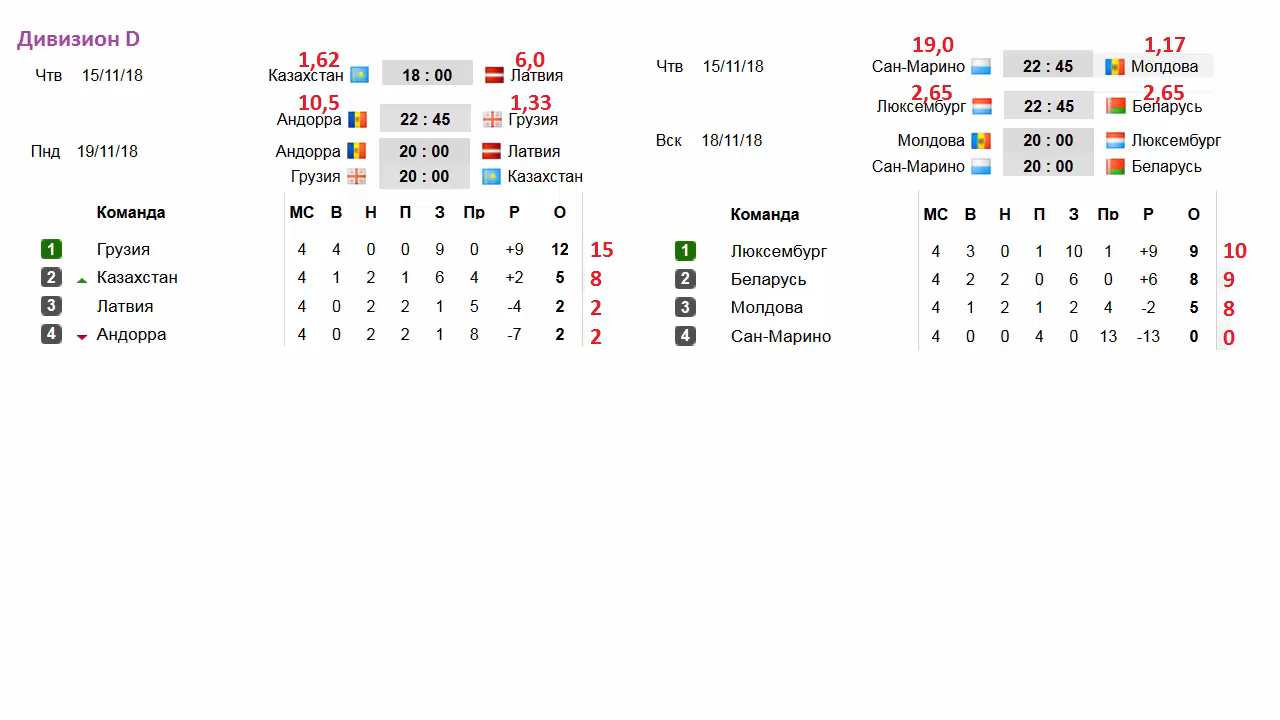 Дивизион D
1,62 6,0
Чтв 15/11/18 Казахстан 18 : 00 Латвия
10,5 1,33
Андорра 22 : 45 Грузия
Пнд 19/11/18 Андорра 20 : 00 Латвия
Грузия 20 : 00 Казахстан
Команда МС В Н П З Пр Р О
1 Грузия 4 4 0 0 9 0 +9 12 15
2 Казахстан 4 1 2 1 6 4 +2 5 8
3 Латвия 4 0 2 2 1 5 -4 2 2
4 Андорра 4 0 2 2 1 8 -7 2 2
19,0 1,17
Чтв 15/11/18 Сан-Марино 22 : 45 Молдова
2,65 2,65
Люксембург 22 : 45 Беларусь
Вск 18/11/18 Молдова 20 : 00 Люксембург
Сан-Марино 20 : 00 Беларусь
Команда МС В Н П З Пр Р О
1 Люксембург 4 3 0 1 10 1 +9 9 10
2 Беларусь 4 2 2 0 6 0 +6 8 9
3 Молдова 4 1 2 1 2 4 -2 5 8
4 Сан-Марино 4 0 0 4 0 13 -13 0 0